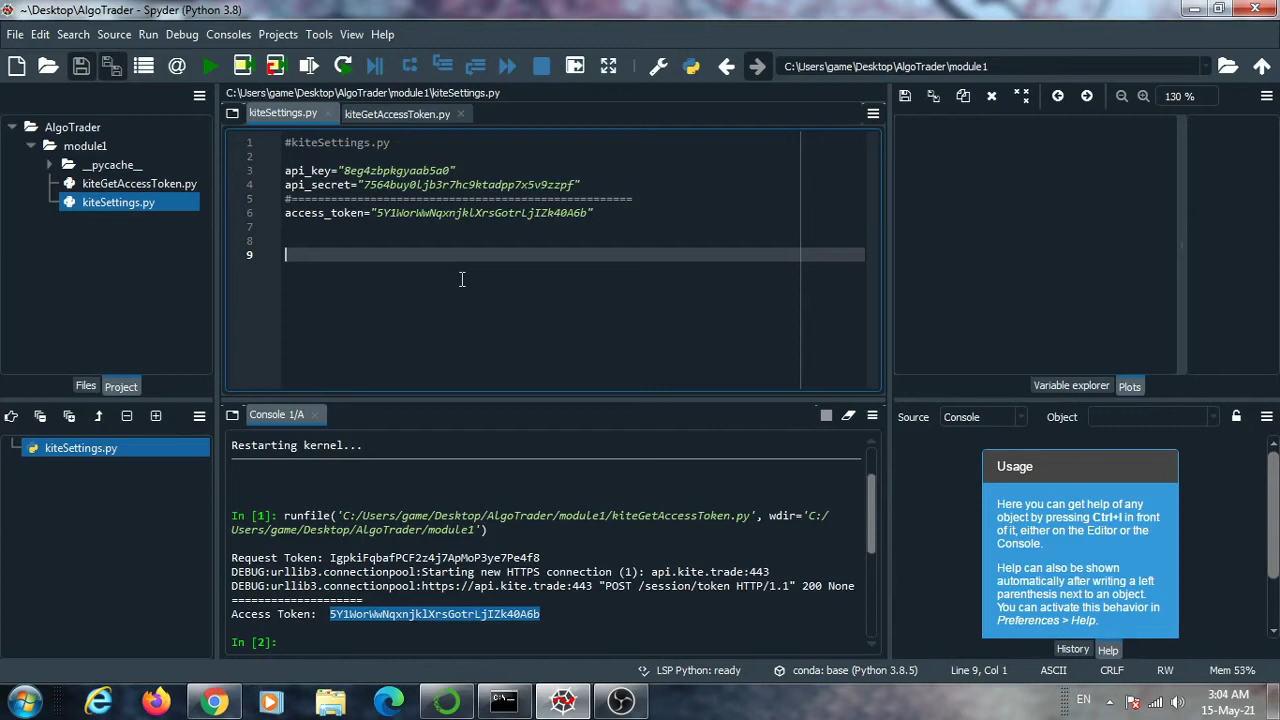 ~\Desktop\AlgoTrader - Spyder (Python 3.8)
File Edit Search Source Run Debug Consoles Projects Tools View Help
C:\Users\game\Desktop\AlgoTrader\module1
C:\Users\game\Desktop\AlgoTrader\module1\kiteSettings.py
130 %
AlgoTrader
module1
__pycache__
kiteGetAccessToken.py
kiteSettings.py
Files Project
kiteSettings.py
kiteSettings.py kiteGetAccessToken.py
1 #kiteSettings.py
2
3 api_key="8eg4zbpkgyaab5a0"
4 api_secret="7564buy0ljb3r7hc9ktadpp7x5v9zzpf"
5 #================================================
6 access_token="5Y1WorWwNqxnjklXrsGotrLjIZk40A6b"
7
8
9
Console 1/A
Restarting kernel...
In [1]: runfile('C:/Users/game/Desktop/AlgoTrader/module1/kiteGetAccessToken.py', wdir='C:/
Users/game/Desktop/AlgoTrader/module1')
Request Token: IgpkiFqbafPCF2z4j7ApMoP3ye7Pe4f8
DEBUG:urllib3.connectionpool:Starting new HTTPS connection (1): api.kite.trade:443
DEBUG:urllib3.connectionpool:https://api.kite.trade:443 "POST /session/token HTTP/1.1" 200 None
====================
Access Token: 5Y1WorWwNqxnjklXrsGotrLjIZk40A6b
In [2]:
Variable explorer Plots
Source Console Object
Usage
Here you can get help of any
object by pressing Ctrl+I in front
of it, either on the Editor or the
Console.
Help can also be shown
automatically after writing a left
parenthesis next to an object.
You can activate this behavior in
Preferences > Help.
History Help
LSP Python: ready conda: base (Python 3.8.5) Line 9, Col 1 ASCII CRLF RW Mem 53%
EN
3:04 AM
15-May-21